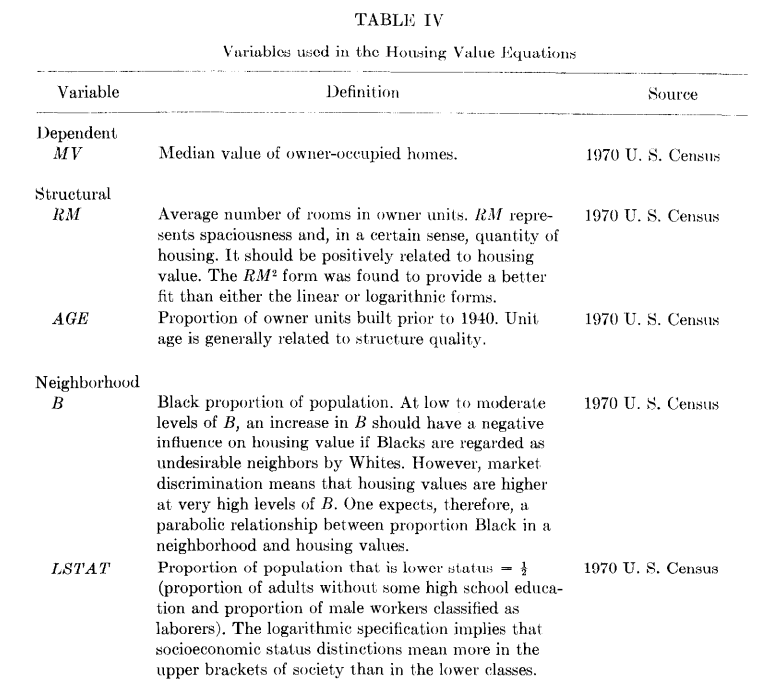 TABLE IV
Variables used in the Housing Value Equations
Variable Definition Source
Dependent
MV Median value of owner-occupied homes. 1970 U. S. Census
Structural
RM Average number of rooms in owner units. RM repre- 1970 U. S. Census
sents spaciousness and, in a certain sense, quantity of
housing. It should be positively related to housing
value. The RM² form was found to provide a better
fit than either the linear or logarithmic forms.
AGE Proportion of owner units built prior to 1940. Unit 1970 U. S. Census
age is generally related to structure quality.
Neighborhood
B Black proportion of population. At low to moderate 1970 U. S. Census
levels of B, an increase in B should have a negative
influence on housing value if Blacks are regarded as
undesirable neighbors by Whites. However, market
discrimination means that housing values are higher
at very high levels of B. One expects, therefore, a
parabolic relationship between proportion Black in a
neighborhood and housing values.
LSTAT Proportion of population that is lower status = ½ 1970 U. S. Census
(proportion of adults without some high school educa-
tion and proportion of male workers classified as
laborers). The logarithmic specification implies that
socioeconomic status distinctions mean more in the
upper brackets of society than in the lower classes.